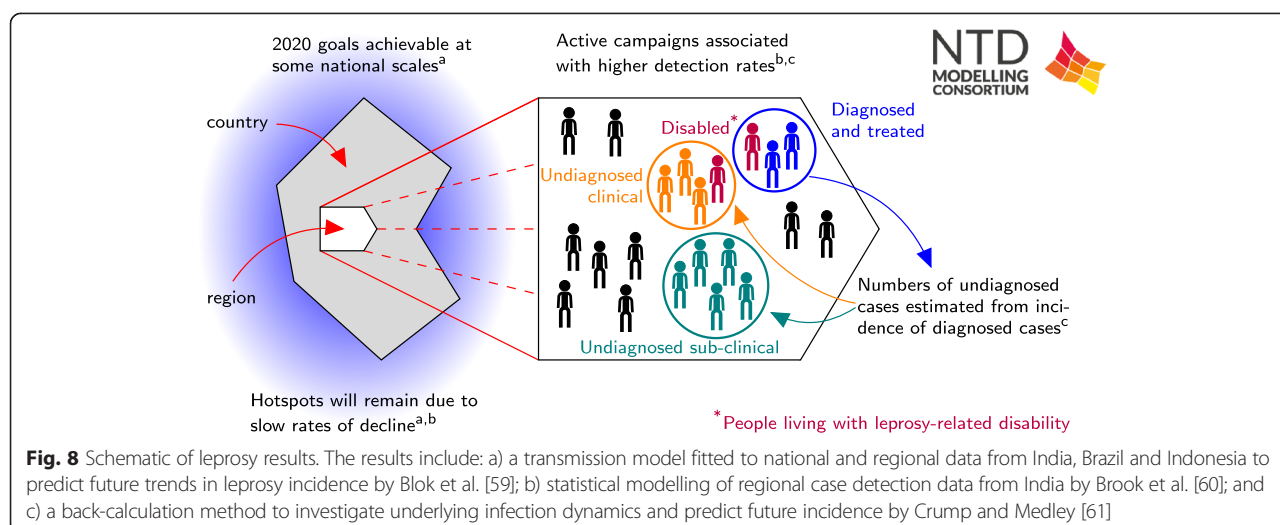 2020 goals achievable at
some national scalesᵃ
country
region
Hotspots will remain due to
slow rates of declineᵃ,ᵇ
Active campaigns associated
with higher detection ratesᵇ,ᶜ
NTD
MODELLING
CONSORTIUM
Disabled*
Diagnosed
and treated
Undiagnosed
clinical
Undiagnosed sub-clinical
Numbers of undiagnosed
cases estimated from inci-
dence of diagnosed casesᶜ
*People living with leprosy-related disability
Fig. 8 Schematic of leprosy results. The results include: a) a transmission model fitted to national and regional data from India, Brazil and Indonesia to
predict future trends in leprosy incidence by Blok et al. [59]; b) statistical modelling of regional case detection data from India by Brook et al. [60]; and
c) a back-calculation method to investigate underlying infection dynamics and predict future incidence by Crump and Medley [61]